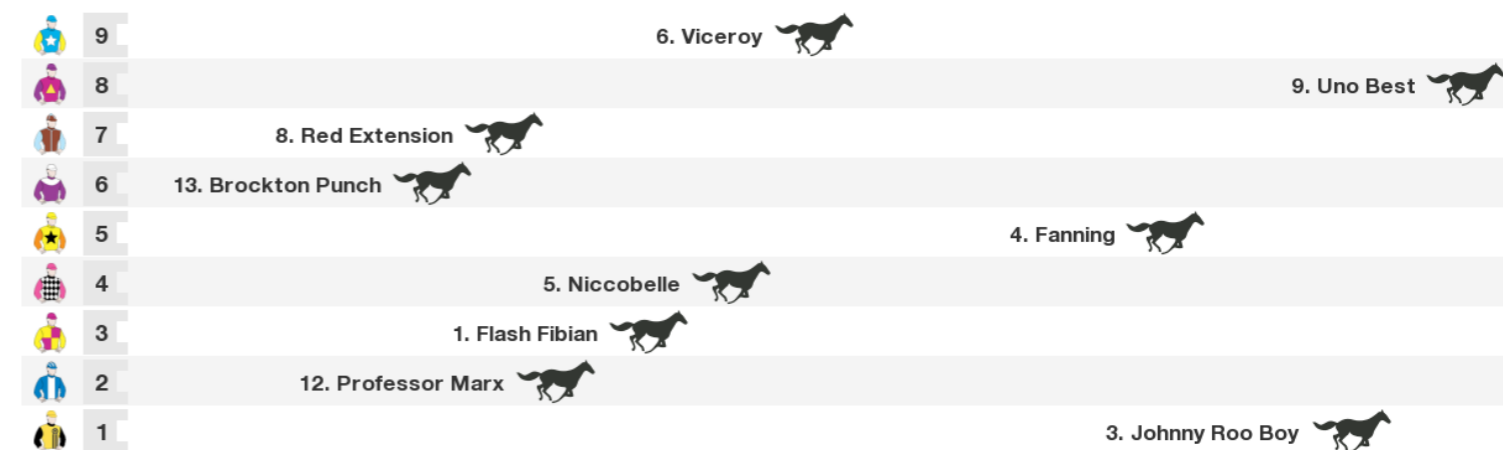 9 6. Viceroy
8 9. Uno Best
7 8. Red Extension
6 13. Brockton Punch
5 4. Fanning
4 5. Niccobelle
3 1. Flash Fibian
2 12. Professor Marx
1 3. Johnny Roo Boy